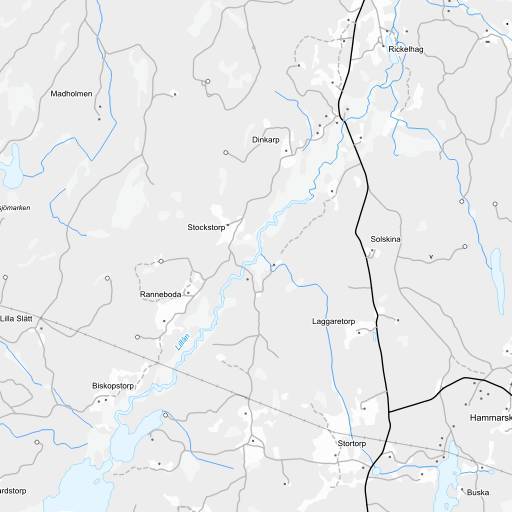 Rickelhag
Madholmen
Dinkarp
Stockstorp
Solskina
Ranneboda
Laggaretorp
Lilla Slätt
Lillån
Biskopstorp
Stortorp
Buska